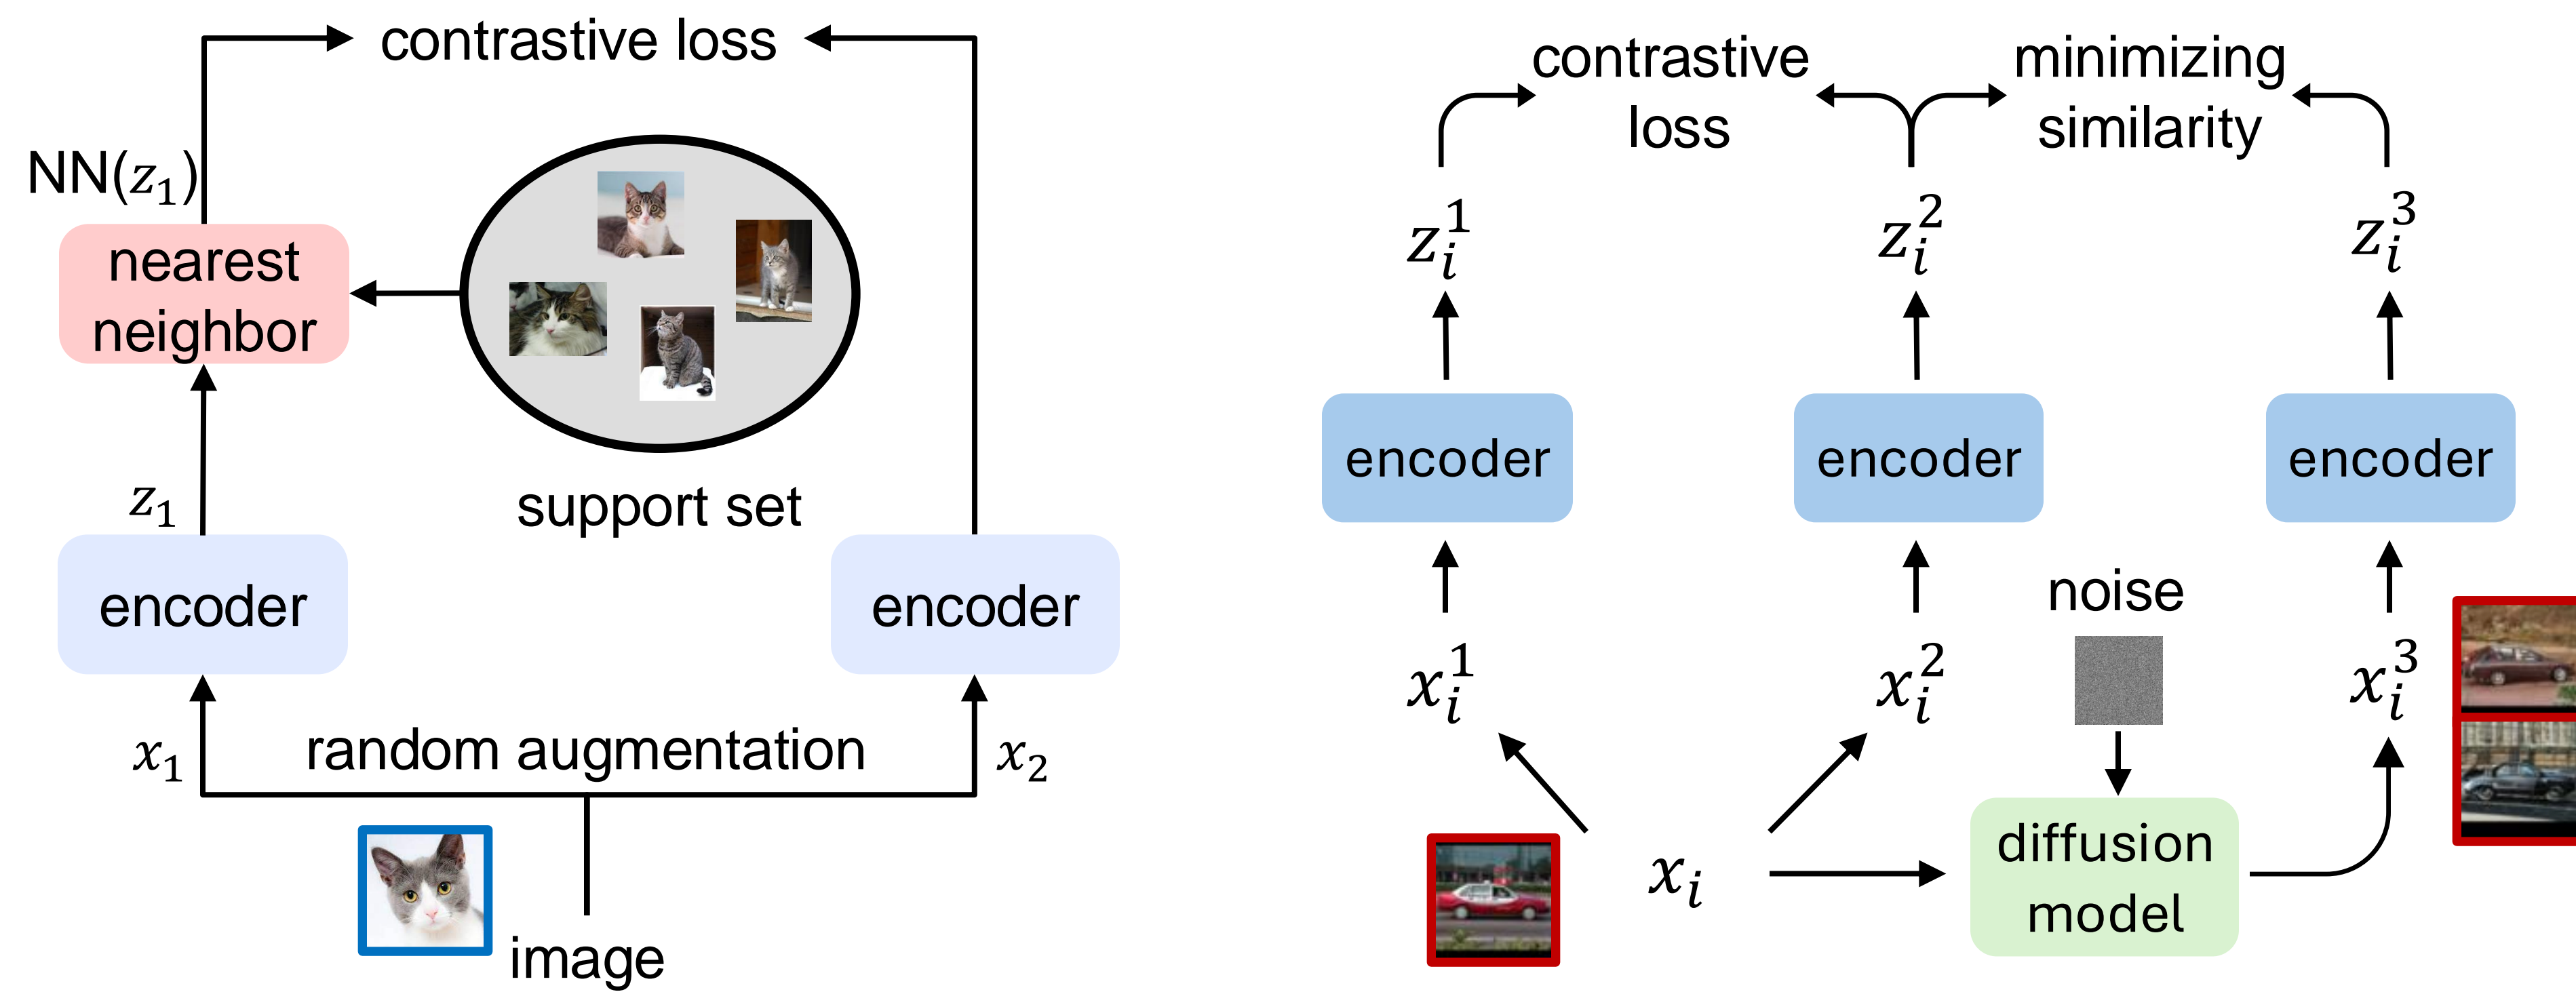 contrastive loss
NN(z₁)
nearest
neighbor
support set
z₁
encoder
encoder
x₁
random augmentation
x₂
image
contrastive
loss
minimizing
similarity
z_i^1
z_i^2
z_i^3
encoder
encoder
encoder
noise
x_i^1
x_i^2
x_i^3
x_i
diffusion
model